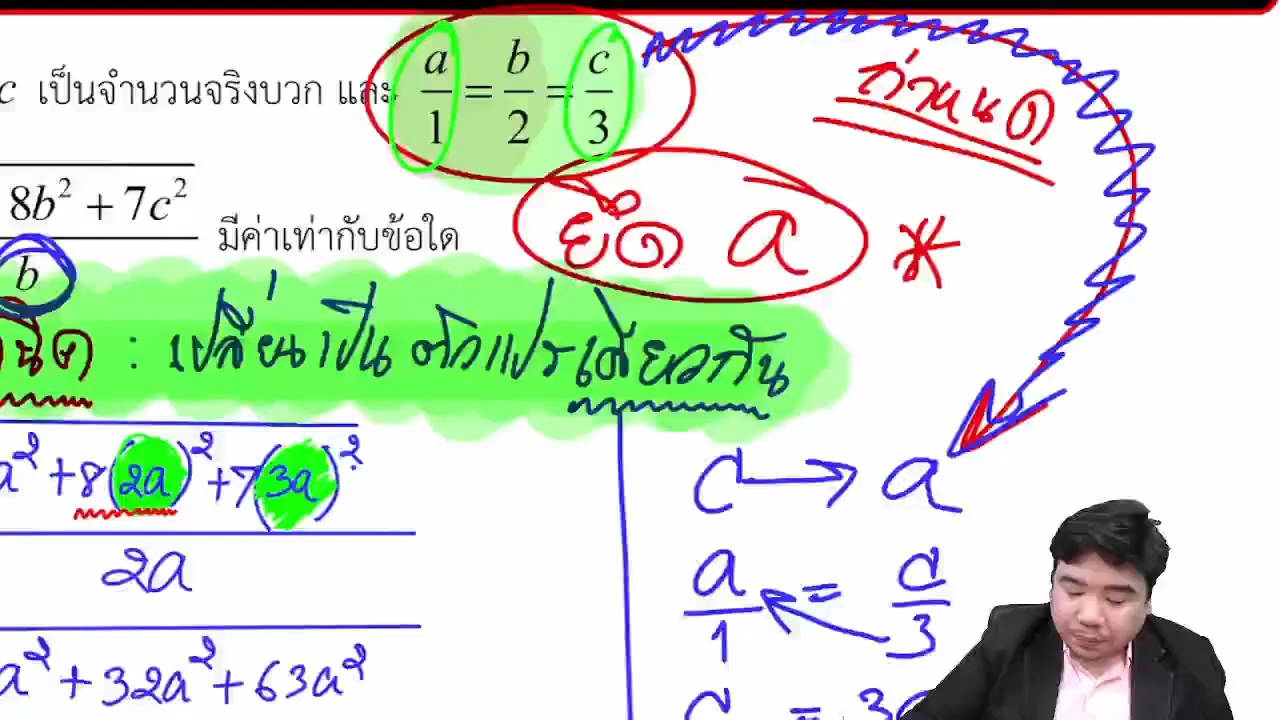 c เป็นจำนวนจริงบวก และ a/1 = b/2 = c/3
กำหนด
8b² + 7c²
b
มีค่าเท่ากับข้อใด
ยึด a *
: เปลี่ยนเป็นตัวแปรเดียวกัน
a² + 8(2a)² + 7(3a)²
2a
a² + 32a² + 63a²
c → a
a/1 = c/3